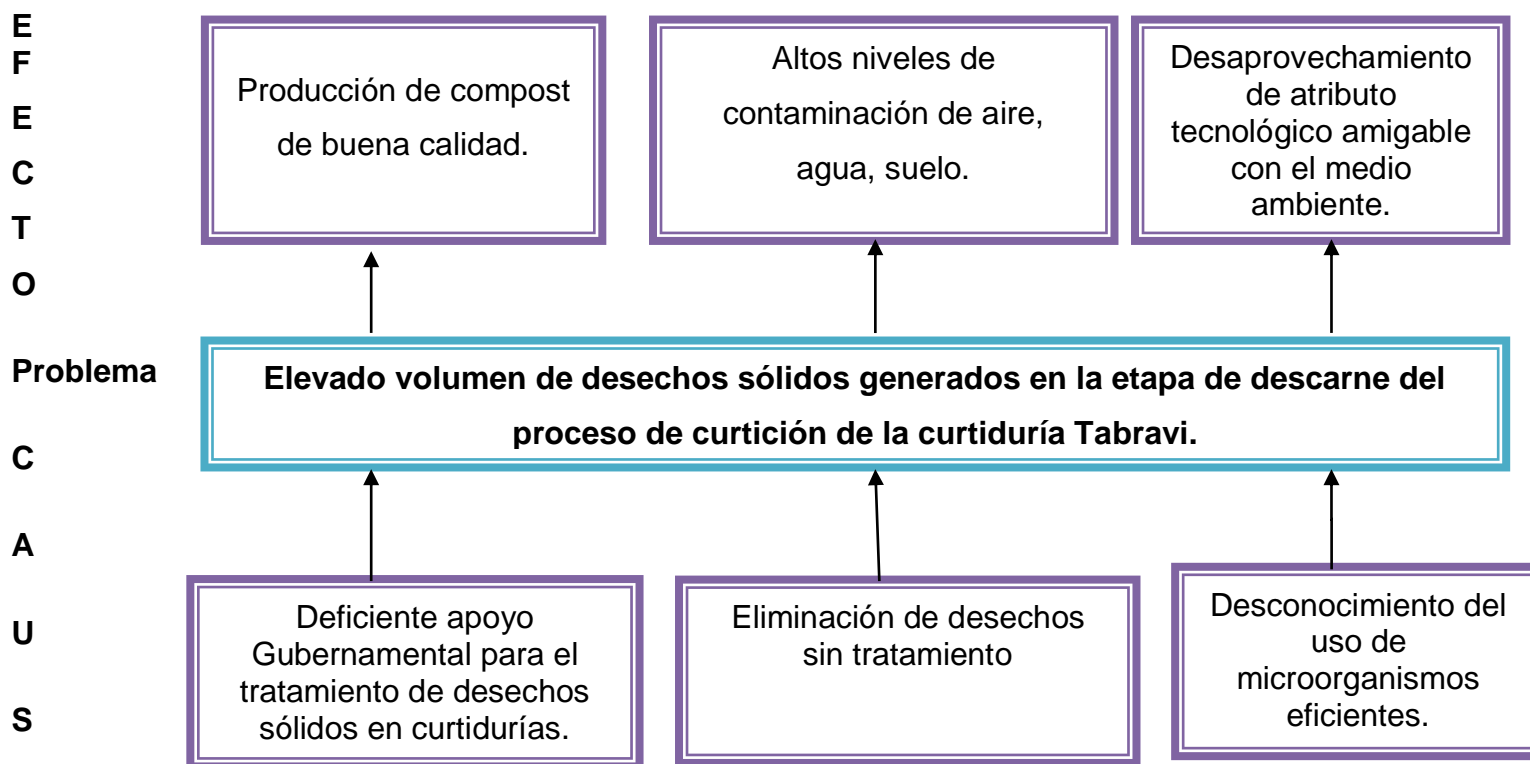 E
F
E
C
T
O
Producción de compost
de buena calidad.
Altos niveles de
contaminación de aire,
agua, suelo.
Desaprovechamiento
de atributo
tecnológico amigable
con el medio
ambiente.
Problema
Elevado volumen de desechos sólidos generados en la etapa de descarne del
proceso de curtición de la curtiduría Tabravi.
C
A
U
S
Deficiente apoyo
Gubernamental para el
tratamiento de desechos
sólidos en curtidurías.
Eliminación de desechos
sin tratamiento
Desconocimiento del
uso de
microorganismos
eficientes.